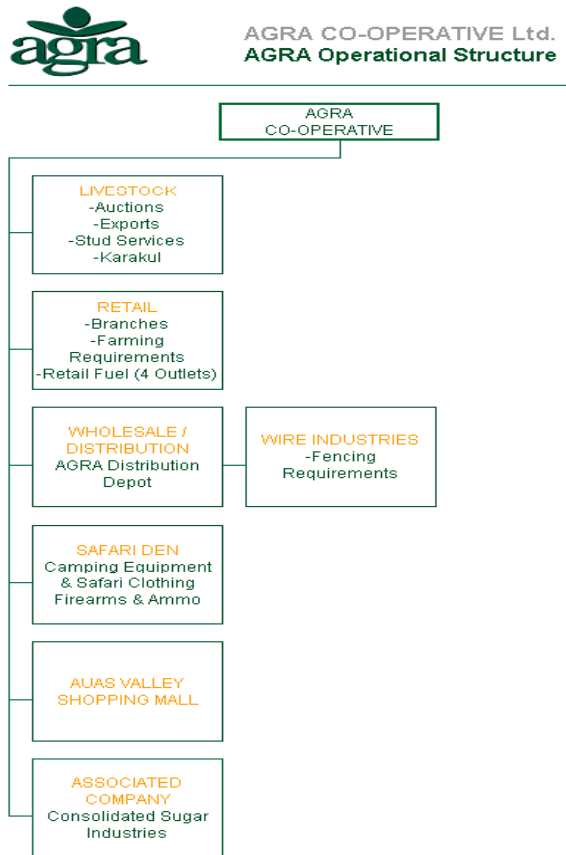 agra
AGRA CO-OPERATIVE Ltd.
AGRA Operational Structure
AGRA
CO-OPERATIVE
LIVESTOCK
-Auctions
-Exports
-Stud Services
-Karakul
RETAIL
-Branches
-Farming
Requirements
-Retail Fuel (4 Outlets)
WHOLESALE /
DISTRIBUTION
AGRA Distribution
Depot
WIRE INDUSTRIES
-Fencing
Requirements
SAFARI DEN
Camping Equipment
& Safari Clothing
Firearms & Ammo
AUAS VALLEY
SHOPPING MALL
ASSOCIATED
COMPANY
Consolidated Sugar
Industries